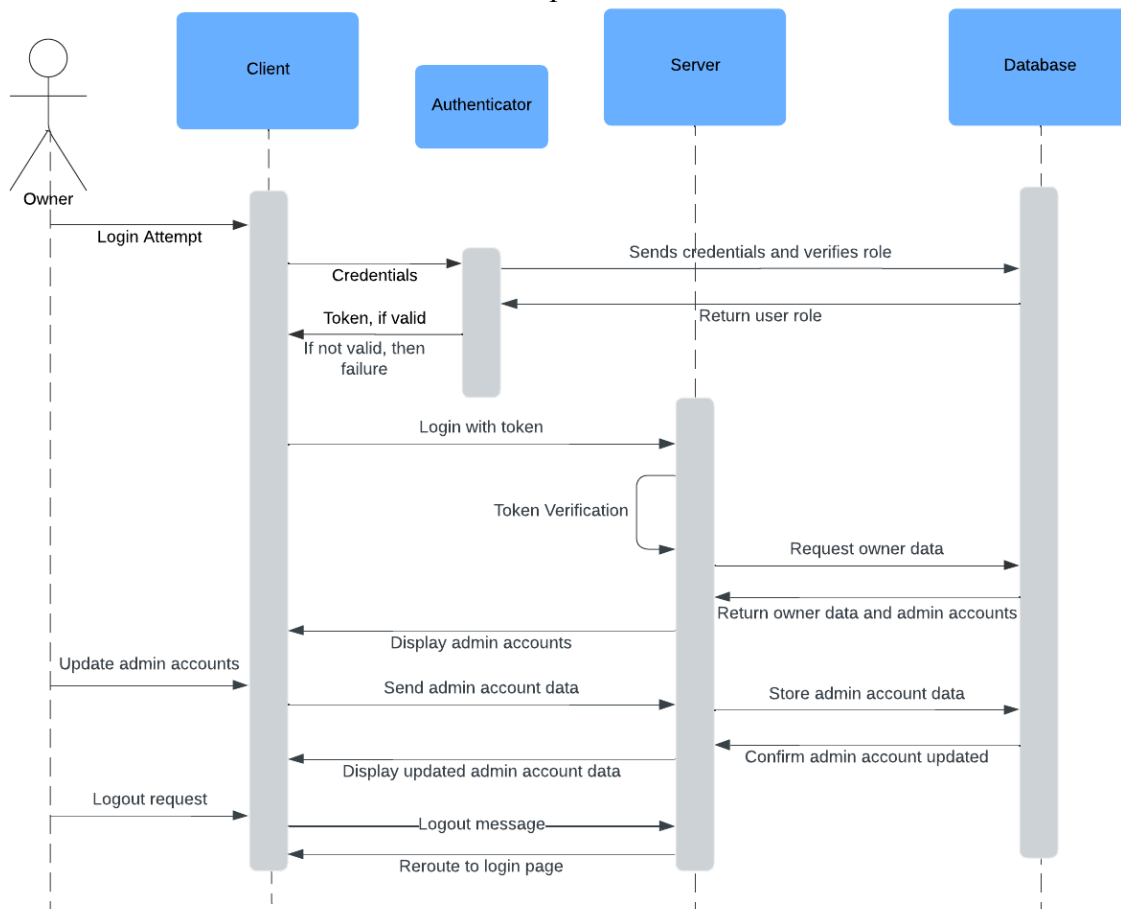 Client
Server
Database
Authenticator
Owner
Login Attempt
Sends credentials and verifies role
Credentials
Return user role
Token, if valid
If not valid, then
failure
Login with token
Token Verification
Request owner data
Return owner data and admin accounts
Display admin accounts
Update admin accounts
Send admin account data
Store admin account data
Confirm admin account updated
Display updated admin account data
Logout request
Logout message
Reroute to login page